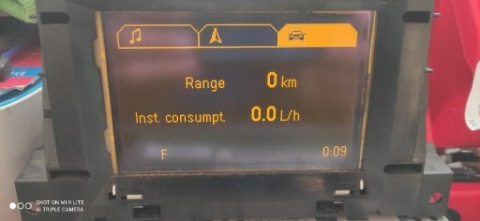 Range 0 km
Inst. consumpt. 0.0 L/h
F 0:09
SHOT ON MI 9 LITE
AI TRIPLE CAMERA